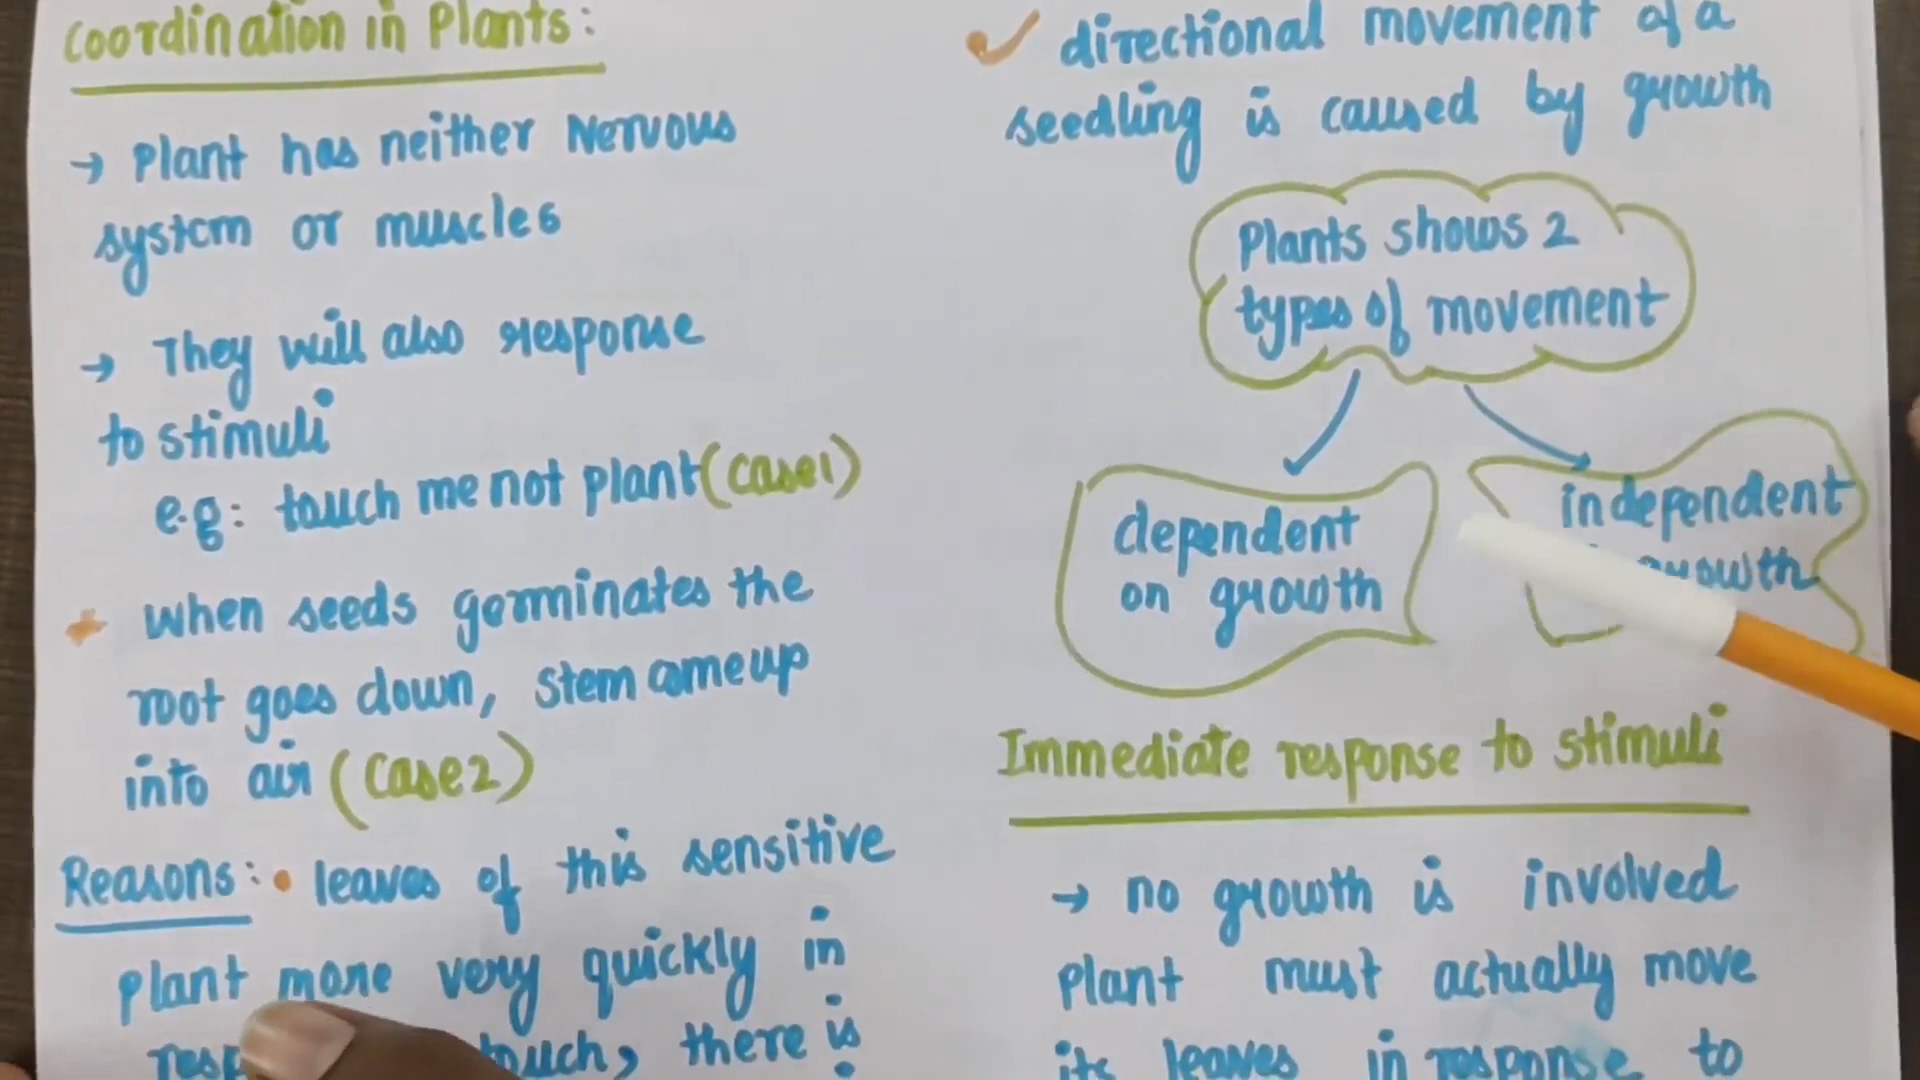 Coordination in Plants:
→ Plant has neither Nervous
system or muscles
→ They will also response
to stimuli
e.g: touch me not plant (case1)
when seeds germinates the
root goes down, stem come up
into air (case2)
Reasons: • leaves of this sensitive
plant move very quickly in
touch, there is
✓ directional movement of a
seedling is caused by growth
Plants shows 2
types of movement
dependent
on growth
independent
growth
Immediate response to stimuli
→ no growth is involved
plant must actually move
its leaves in response to